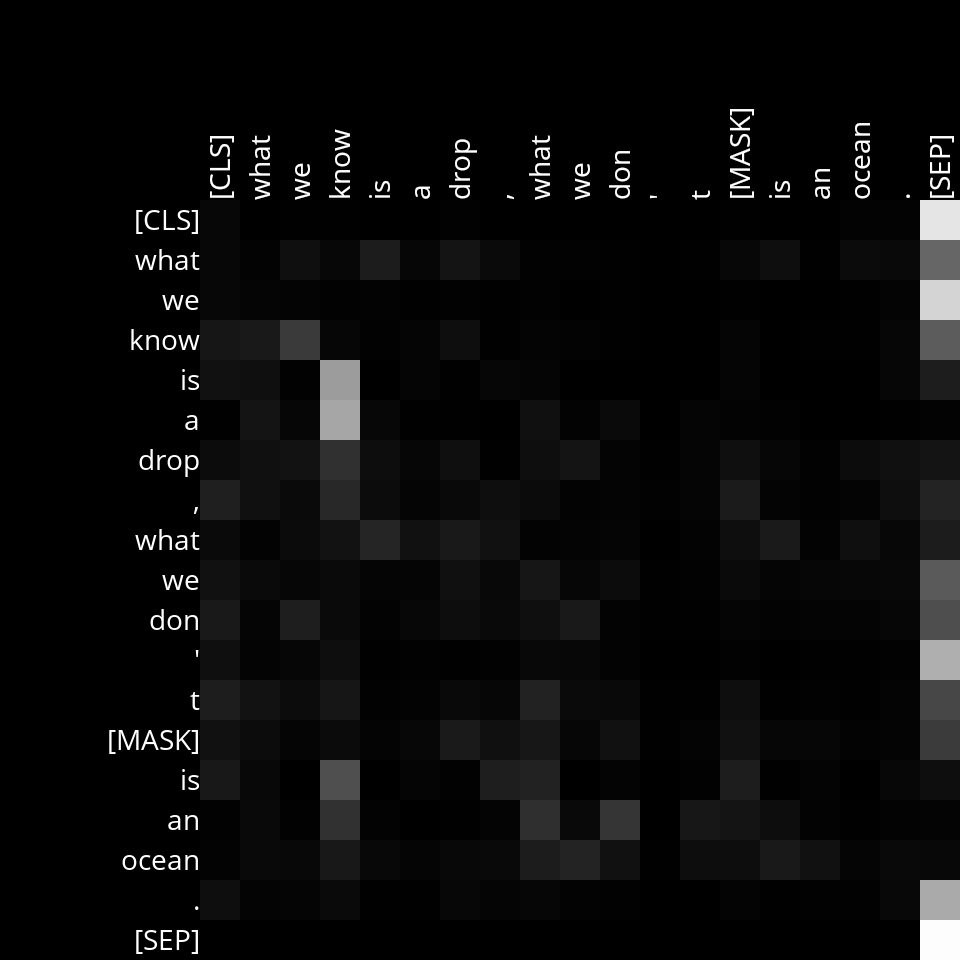 [CLS] what we know is a drop , what we don ' t [MASK] is an ocean . [SEP]
[CLS]
what
we
know
is
a
drop
,
what
we
don
'
t
[MASK]
is
an
ocean
.
[SEP]